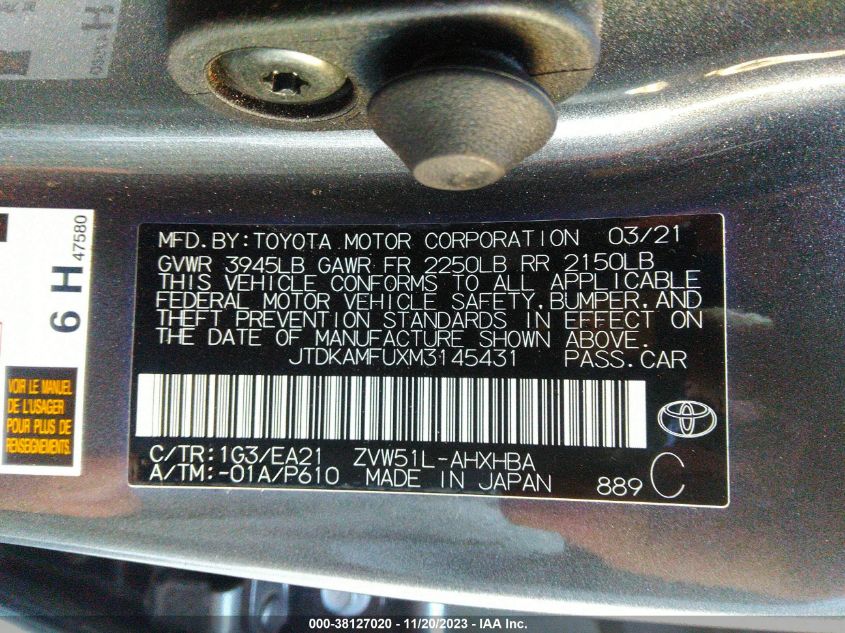 H
MFD.BY:TOYOTA MOTOR CORPORATION 03/21
GVWR 3945LB GAWR FR 2250LB RR 2150LB
THIS VEHICLE CONFORMS TO ALL APPLICABLE
FEDERAL MOTOR VEHICLE SAFETY,BUMPER,AND
THEFT PREVENTION STANDARDS IN EFFECT ON
THE DATE OF MANUFACTURE SHOWN ABOVE.
JTDKAMFUXM3145431 PASS.CAR
C/TR:1G3/EA21 ZVW51L-AHXHBA
A/TM:-01A/P610 MADE IN JAPAN 889 C
6 H 47580
VOIR LE MANUEL
DE L'USAGER
POUR PLUS DE
RENSEIGNEMENTS.
000-38127020 - 11/20/2023 - IAA Inc.